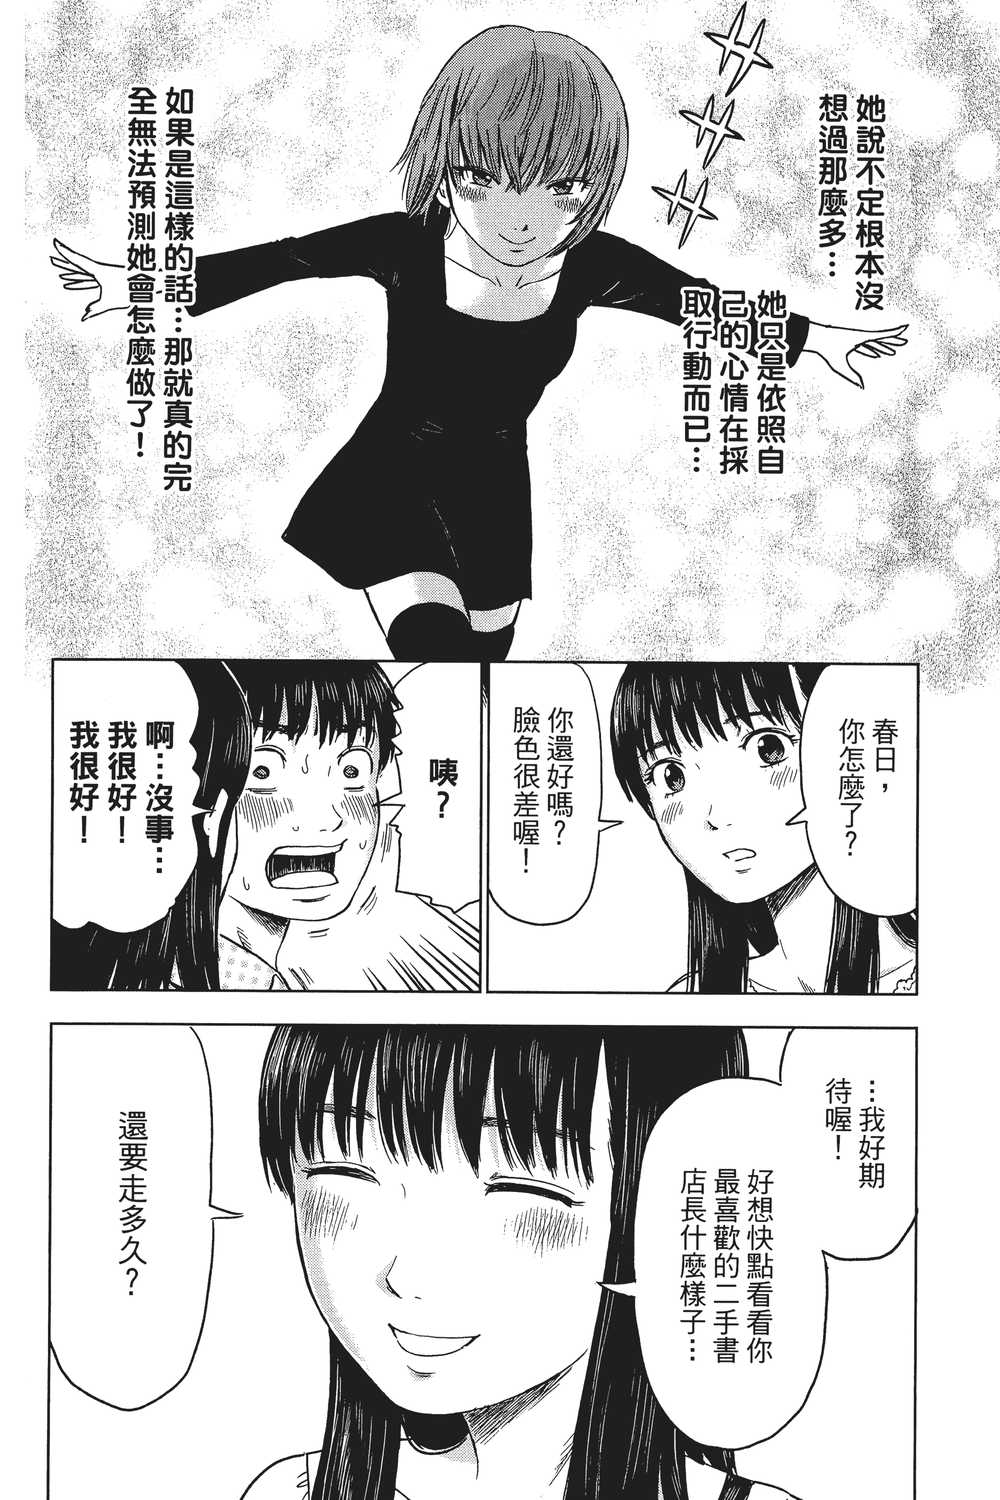 她說不定根本沒
想過那麼多…
她只是依照自
己的心情在採
取行動而已…
如果是這樣的話…那就真的完
全無法預測她會怎麼做了！
春日，
你怎麼了？
你還好嗎？
臉色很差喔！
咦？
啊…沒事…
我很好！
我很好！
…我好期
待喔！
好想快點看看你
最喜歡的二手書
店長什麼樣子…
還要走多久？